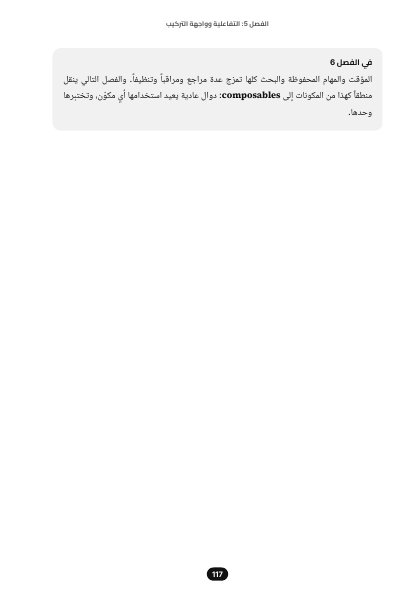 الفصل 5: التفاعلية وواجهة التركيب
في الفصل 6
المؤقت والمهام المحفوظة والبحث كلها تمزج عدة مراجع ومراقباً وتنظيفاً. والفصل التالي ينقل
منطقاً كهذا من المكونات إلى composables: دوال عادية يعيد استخدامها أي مكوّن، وتختبرها
وحدها.
117